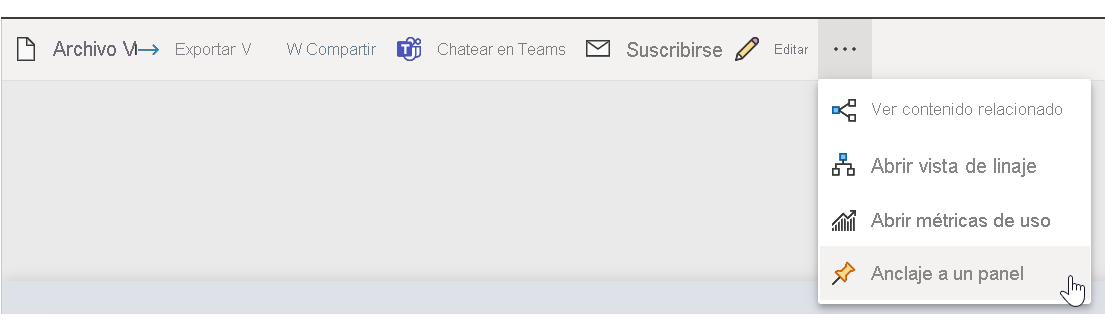 Archivo V Exportar V W Compartir Chatear en Teams Suscribirse Editar ...
Ver contenido relacionado
Abrir vista de linaje
Abrir métricas de uso
Anclaje a un panel